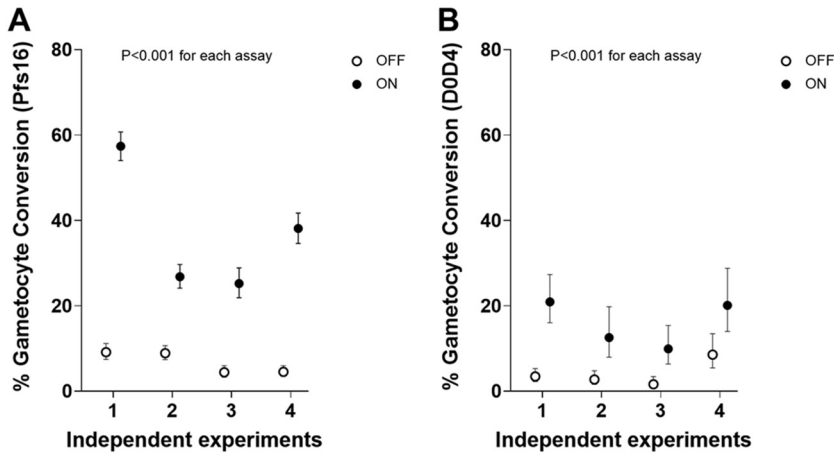 A
% Gametocyte Conversion (Pfs16)
80
60
40
20
0
P<0.001 for each assay
OFF
ON
1 2 3 4
Independent experiments
B
% Gametocyte Conversion (D0D4)
80
60
40
20
0
P<0.001 for each assay
OFF
ON
1 2 3 4
Independent experiments